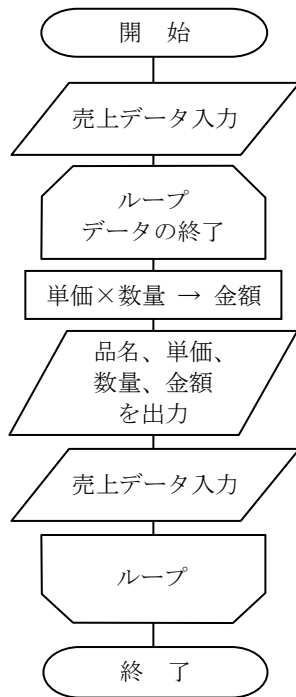 開　始
売上データ入力
ループ
データの終了
単価×数量 → 金額
品名、単価、
数量、金額
を出力
売上データ入力
ループ
終　了